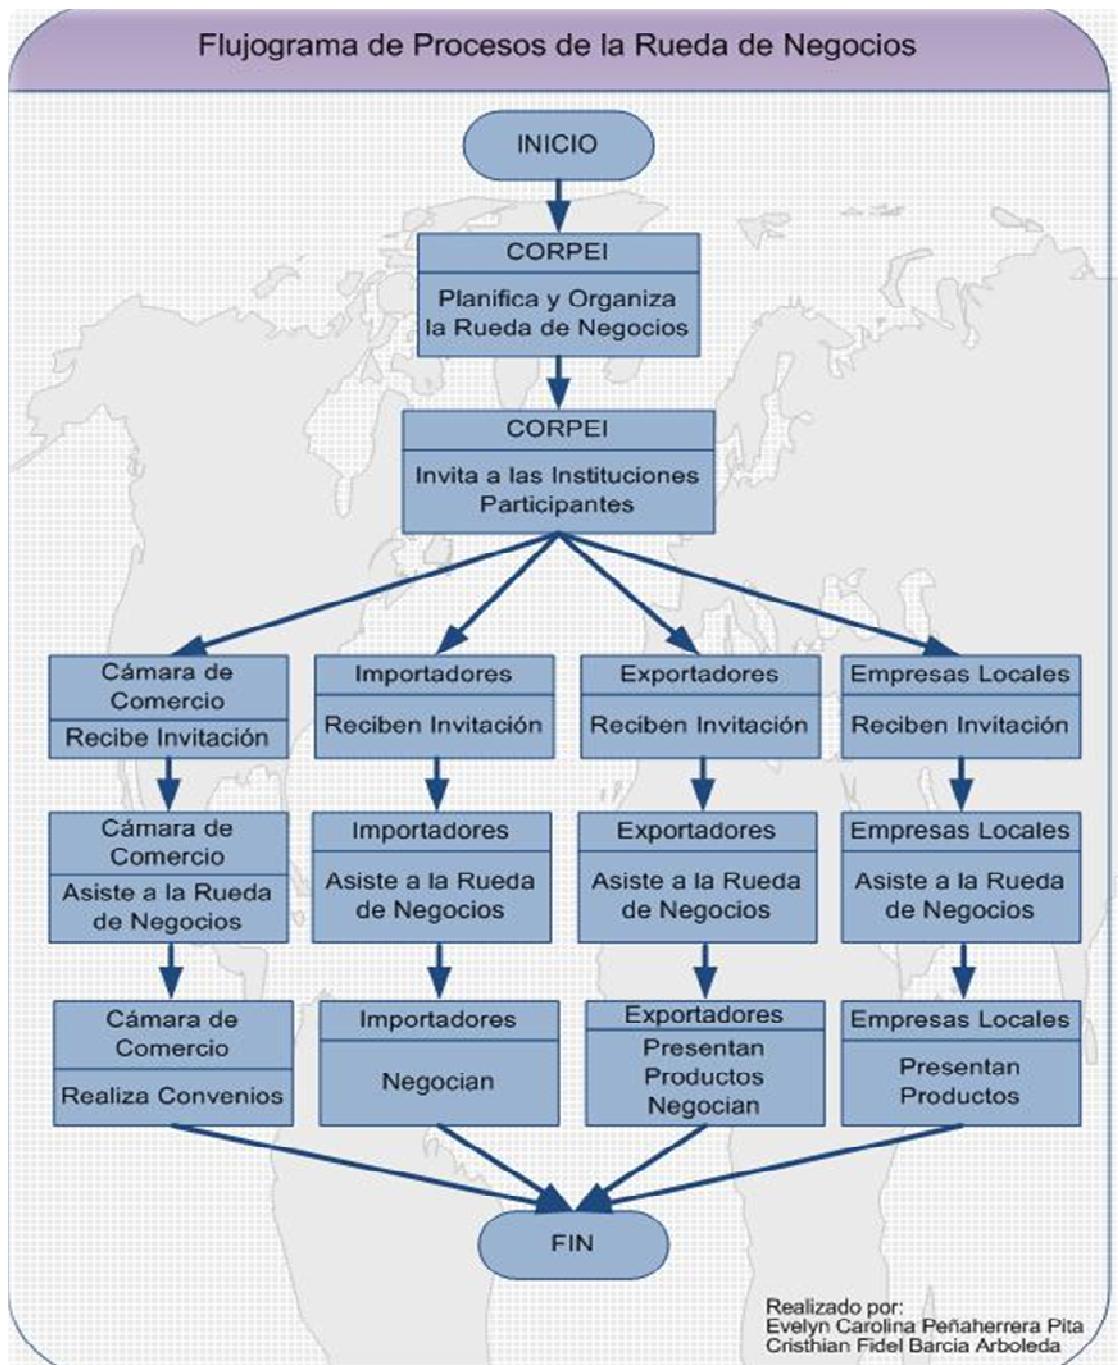 Flujograma de Procesos de la Rueda de Negocios
INICIO
CORPEI
Planifica y Organiza
la Rueda de Negocios
CORPEI
Invita a las Instituciones
Participantes
Cámara de
Comercio
Recibe Invitación
Importadores
Reciben Invitación
Exportadores
Reciben Invitación
Empresas Locales
Reciben Invitación
Cámara de
Comercio
Asiste a la Rueda
de Negocios
Importadores
Asiste a la Rueda
de Negocios
Exportadores
Asiste a la Rueda
de Negocios
Empresas Locales
Asiste a la Rueda
de Negocios
Cámara de
Comercio
Realiza Convenios
Importadores
Negocian
Exportadores
Presentan
Productos
Negocian
Empresas Locales
Presentan
Productos
FIN
Realizado por:
Evelyn Carolina Peñaherrera Pita
Cristhian Fidel Barcia Arboleda